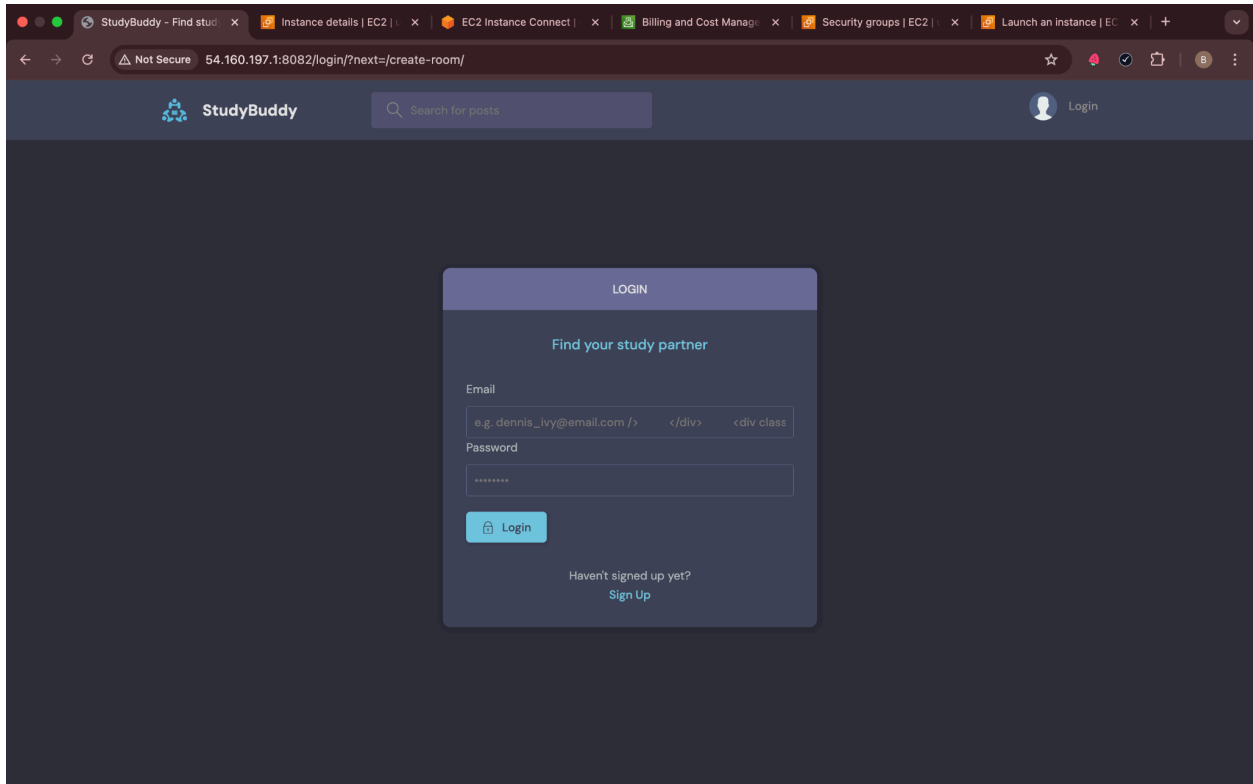 StudyBuddy - Find stud
Instance details | EC2 | u
EC2 Instance Connect |
Billing and Cost Manage
Security groups | EC2 | u
Launch an instance | EC
Not Secure 54.160.197.1:8082/login/?next=/create-room/
B
StudyBuddy
Search for posts
Login
LOGIN
Find your study partner
Email
e.g. dennis_ivy@email.com /> </div> <div class
Password
••••••••
Login
Haven't signed up yet?
Sign Up